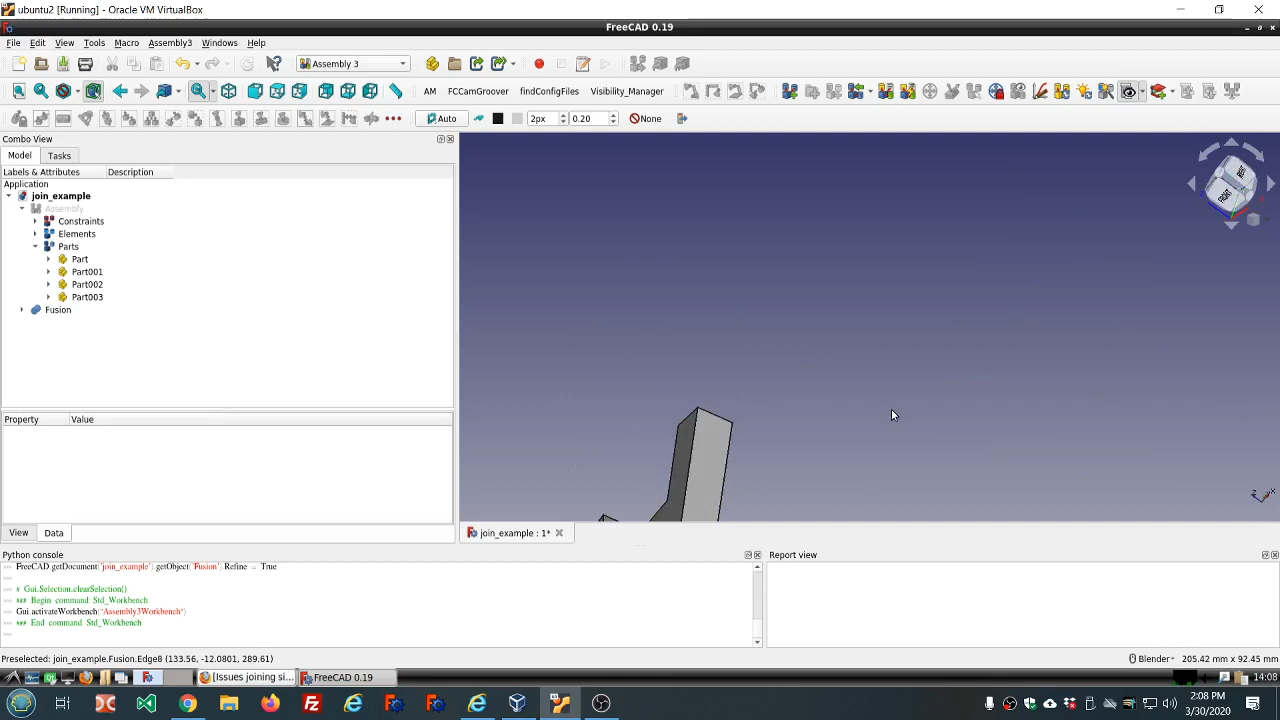 ubuntu2 [Running] - Oracle VM VirtualBox
FreeCAD 0.19
File Edit View Tools Macro Assembly3 Windows Help
Assembly 3
AM FCCamGroover findConfigFiles Visibility_Manager
Auto 2px 0.20 None
Combo View
Model Tasks
Labels & Attributes Description
Application
join_example
Assembly
Constraints
Elements
Parts
Part
Part001
Part002
Part003
Fusion
Property Value
View Data
join_example : 1*
Python console
>>> FreeCAD.getDocument('join_example').getObject('Fusion').Refine = True
>>>
>>> # Gui.Selection.clearSelection()
>>> ### Begin command Std_Workbench
>>> Gui.activateWorkbench("Assembly3Workbench")
>>> ### End command Std_Workbench
>>>
Report view
Preselected: join_example.Fusion.Edge8 (133.56, -12.0801, 289.61)
Blender 205.42 mm x 92.45 mm
[Issues joining si... FreeCAD 0.19 14:08
2:08 PM
3/30/2020